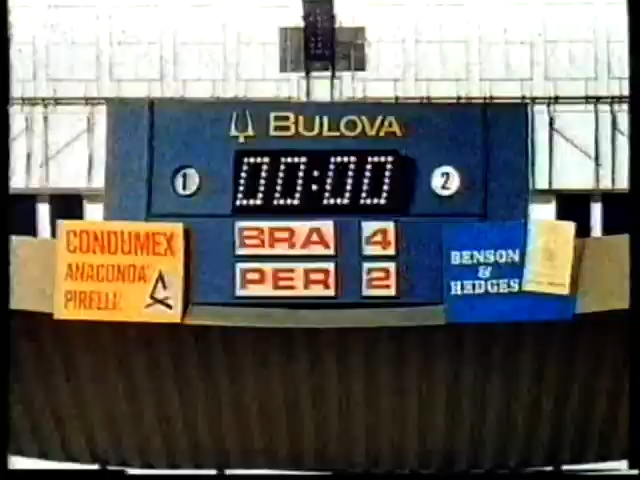 BULOVA
1 00:00 2
BRA 4
PER 2
CONDUMEX
ANACONDA
PIRELLI
BENSON
&
HEDGES